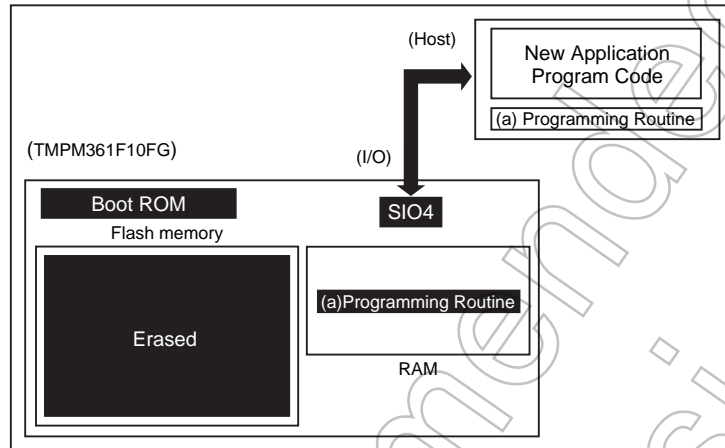 (Host)
New Application
Program Code
(a) Programming Routine
(TMPM361F10FG)
(I/O)
Boot ROM
SIO4
Flash memory
(a)Programming Routine
Erased
RAM